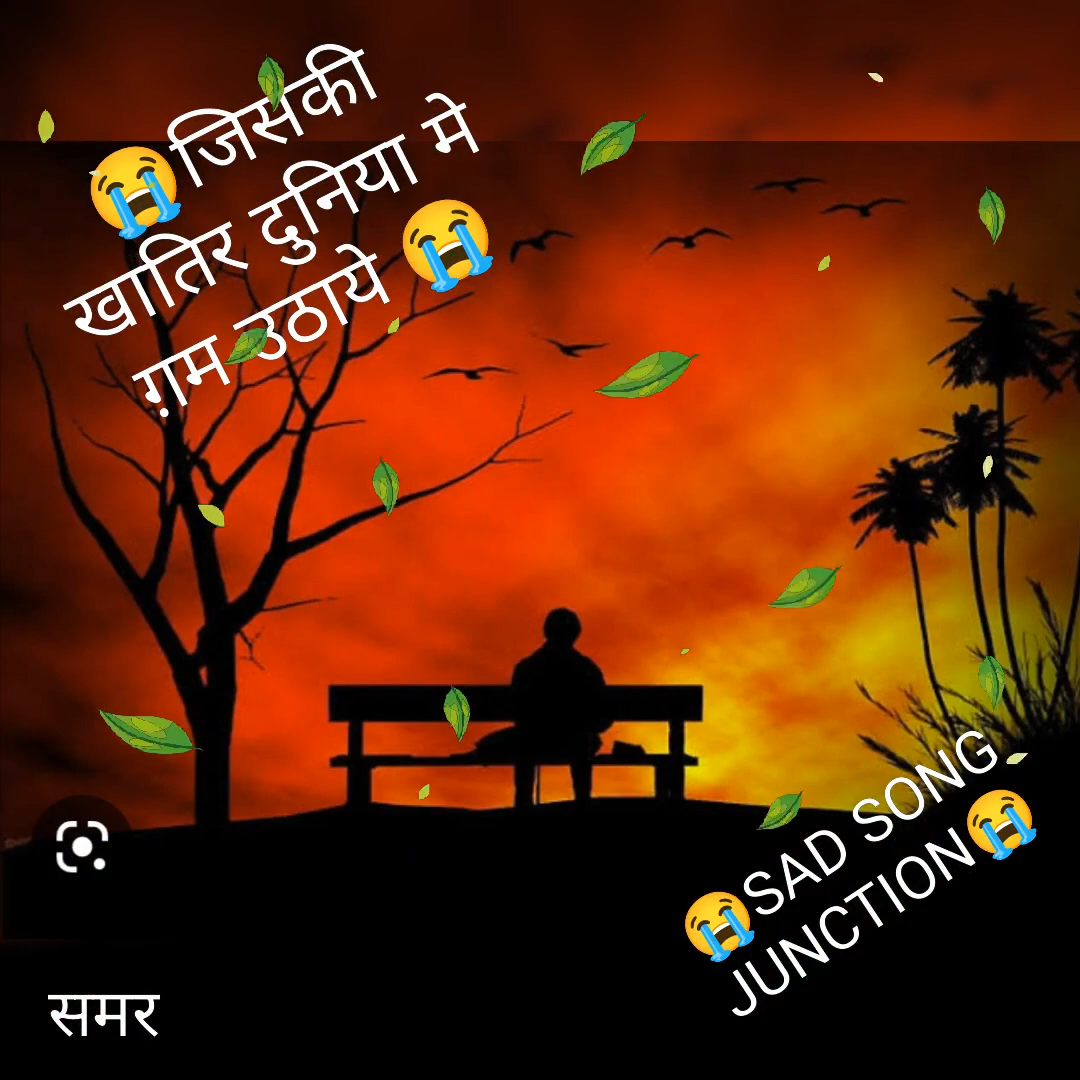 😭जिसकी
खातिर दुनिया मे
ग़म उठाये 😭
😭SAD SONG
JUNCTION😭
समर